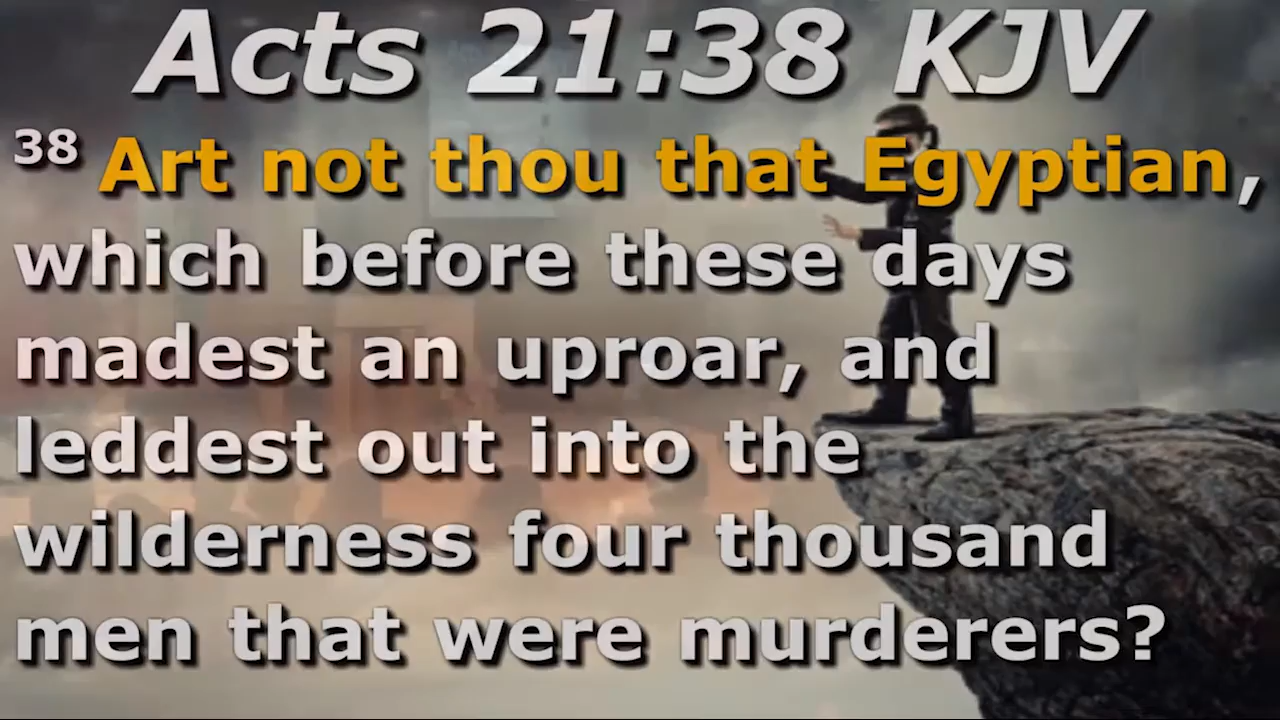 Acts 21:38 KJV
38 Art not thou that Egyptian,
which before these days
madest an uproar, and
leddest out into the
wilderness four thousand
men that were murderers?